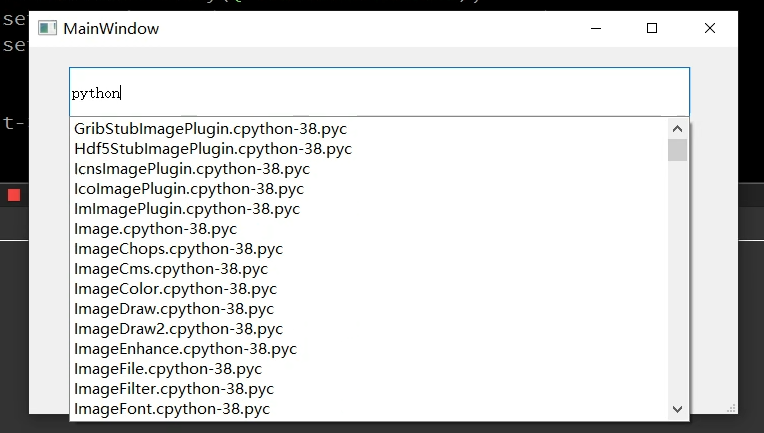 MainWindow
se
se
t-
python
GribStubImagePlugin.cpython-38.pyc
Hdf5StubImagePlugin.cpython-38.pyc
IcnsImagePlugin.cpython-38.pyc
IcoImagePlugin.cpython-38.pyc
ImImagePlugin.cpython-38.pyc
Image.cpython-38.pyc
ImageChops.cpython-38.pyc
ImageCms.cpython-38.pyc
ImageColor.cpython-38.pyc
ImageDraw.cpython-38.pyc
ImageDraw2.cpython-38.pyc
ImageEnhance.cpython-38.pyc
ImageFile.cpython-38.pyc
ImageFilter.cpython-38.pyc
ImageFont.cpython-38.pyc